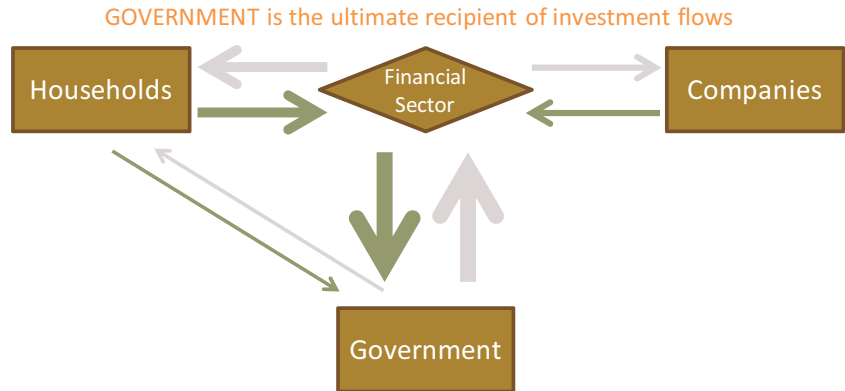 GOVERNMENT is the ultimate recipient of investment flows
Households
Financial
Sector
Companies
Government